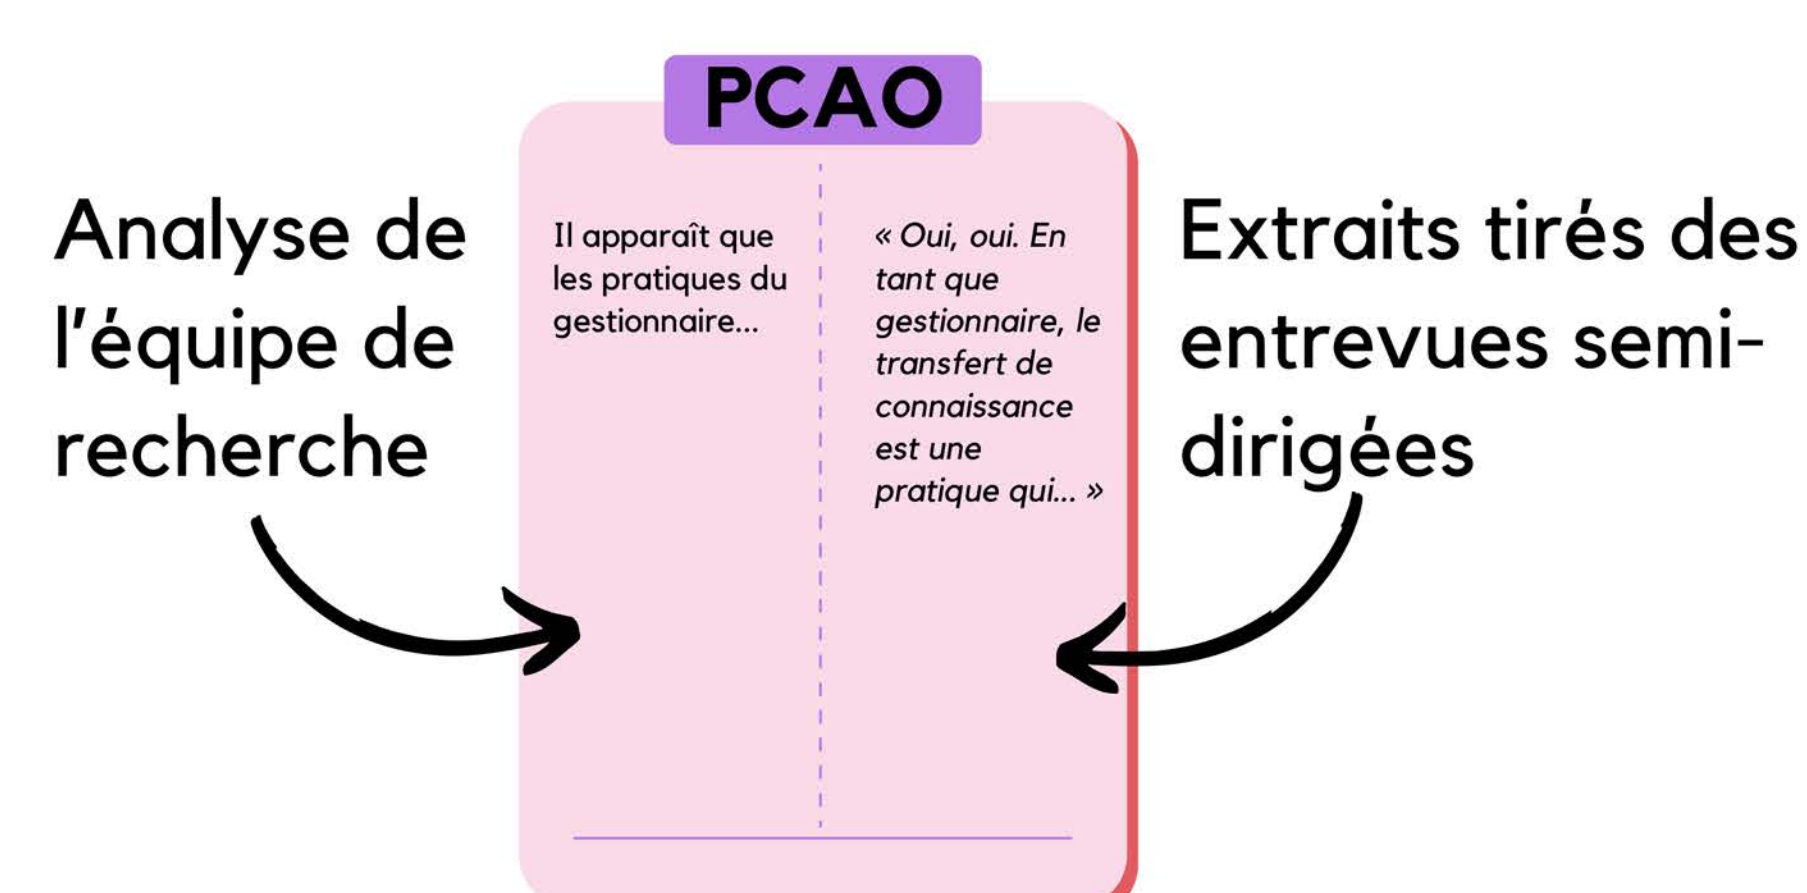 PCAO
Analyse de
l'équipe de
recherche
Il apparaît que
les pratiques du
gestionnaire...
« Oui, oui. En
tant que
gestionnaire, le
transfert de
connaissance
est une
pratique qui... »
Extraits tirés des
entrevues semi-
dirigées